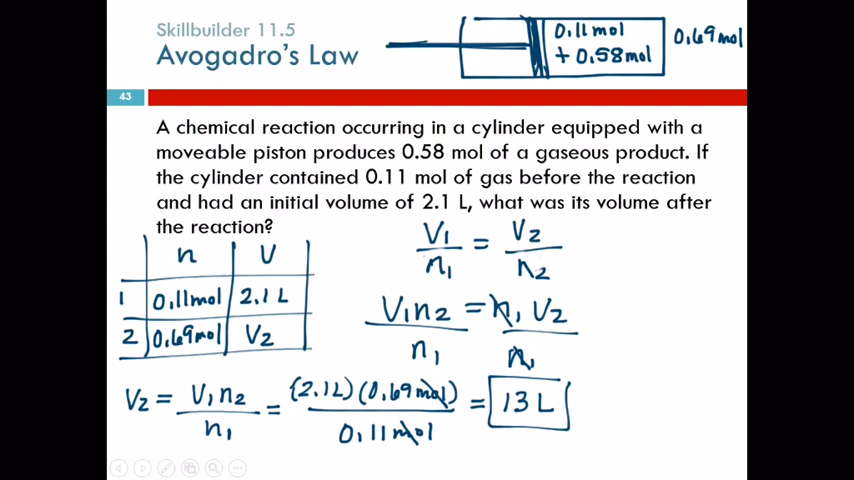 Skillbuilder 11.5
Avogadro's Law
0.11 mol
+ 0.58 mol
0.69 mol
43
A chemical reaction occurring in a cylinder equipped with a
moveable piston produces 0.58 mol of a gaseous product. If
the cylinder contained 0.11 mol of gas before the reaction
and had an initial volume of 2.1 L, what was its volume after
the reaction?
n V
1 0.11 mol 2.1 L
2 0.69 mol V2
V1/n1 = V2/n2
V1n2/n1 = n1V2/n1
V2 = V1n2/n1 = (2.1L)(0.69 mol)/0.11 mol = 13 L